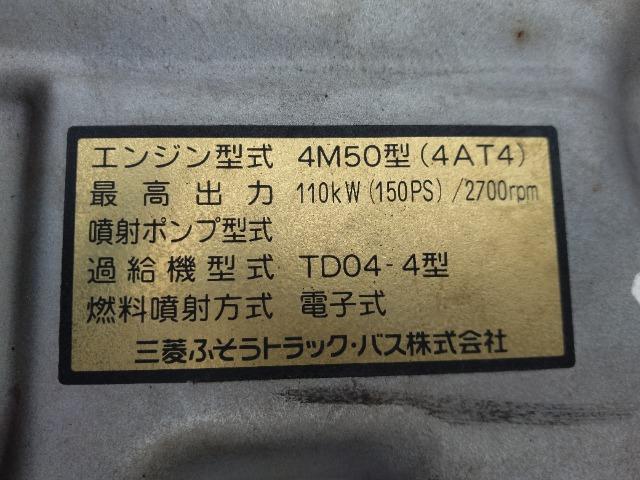 エンジン型式 4M50型(4AT4)
最高出力 110kW(150PS)/2700rpm
噴射ポンプ型式
過給機型式 TD04-4型
燃料噴射方式 電子式
三菱ふそうトラック・バス株式会社